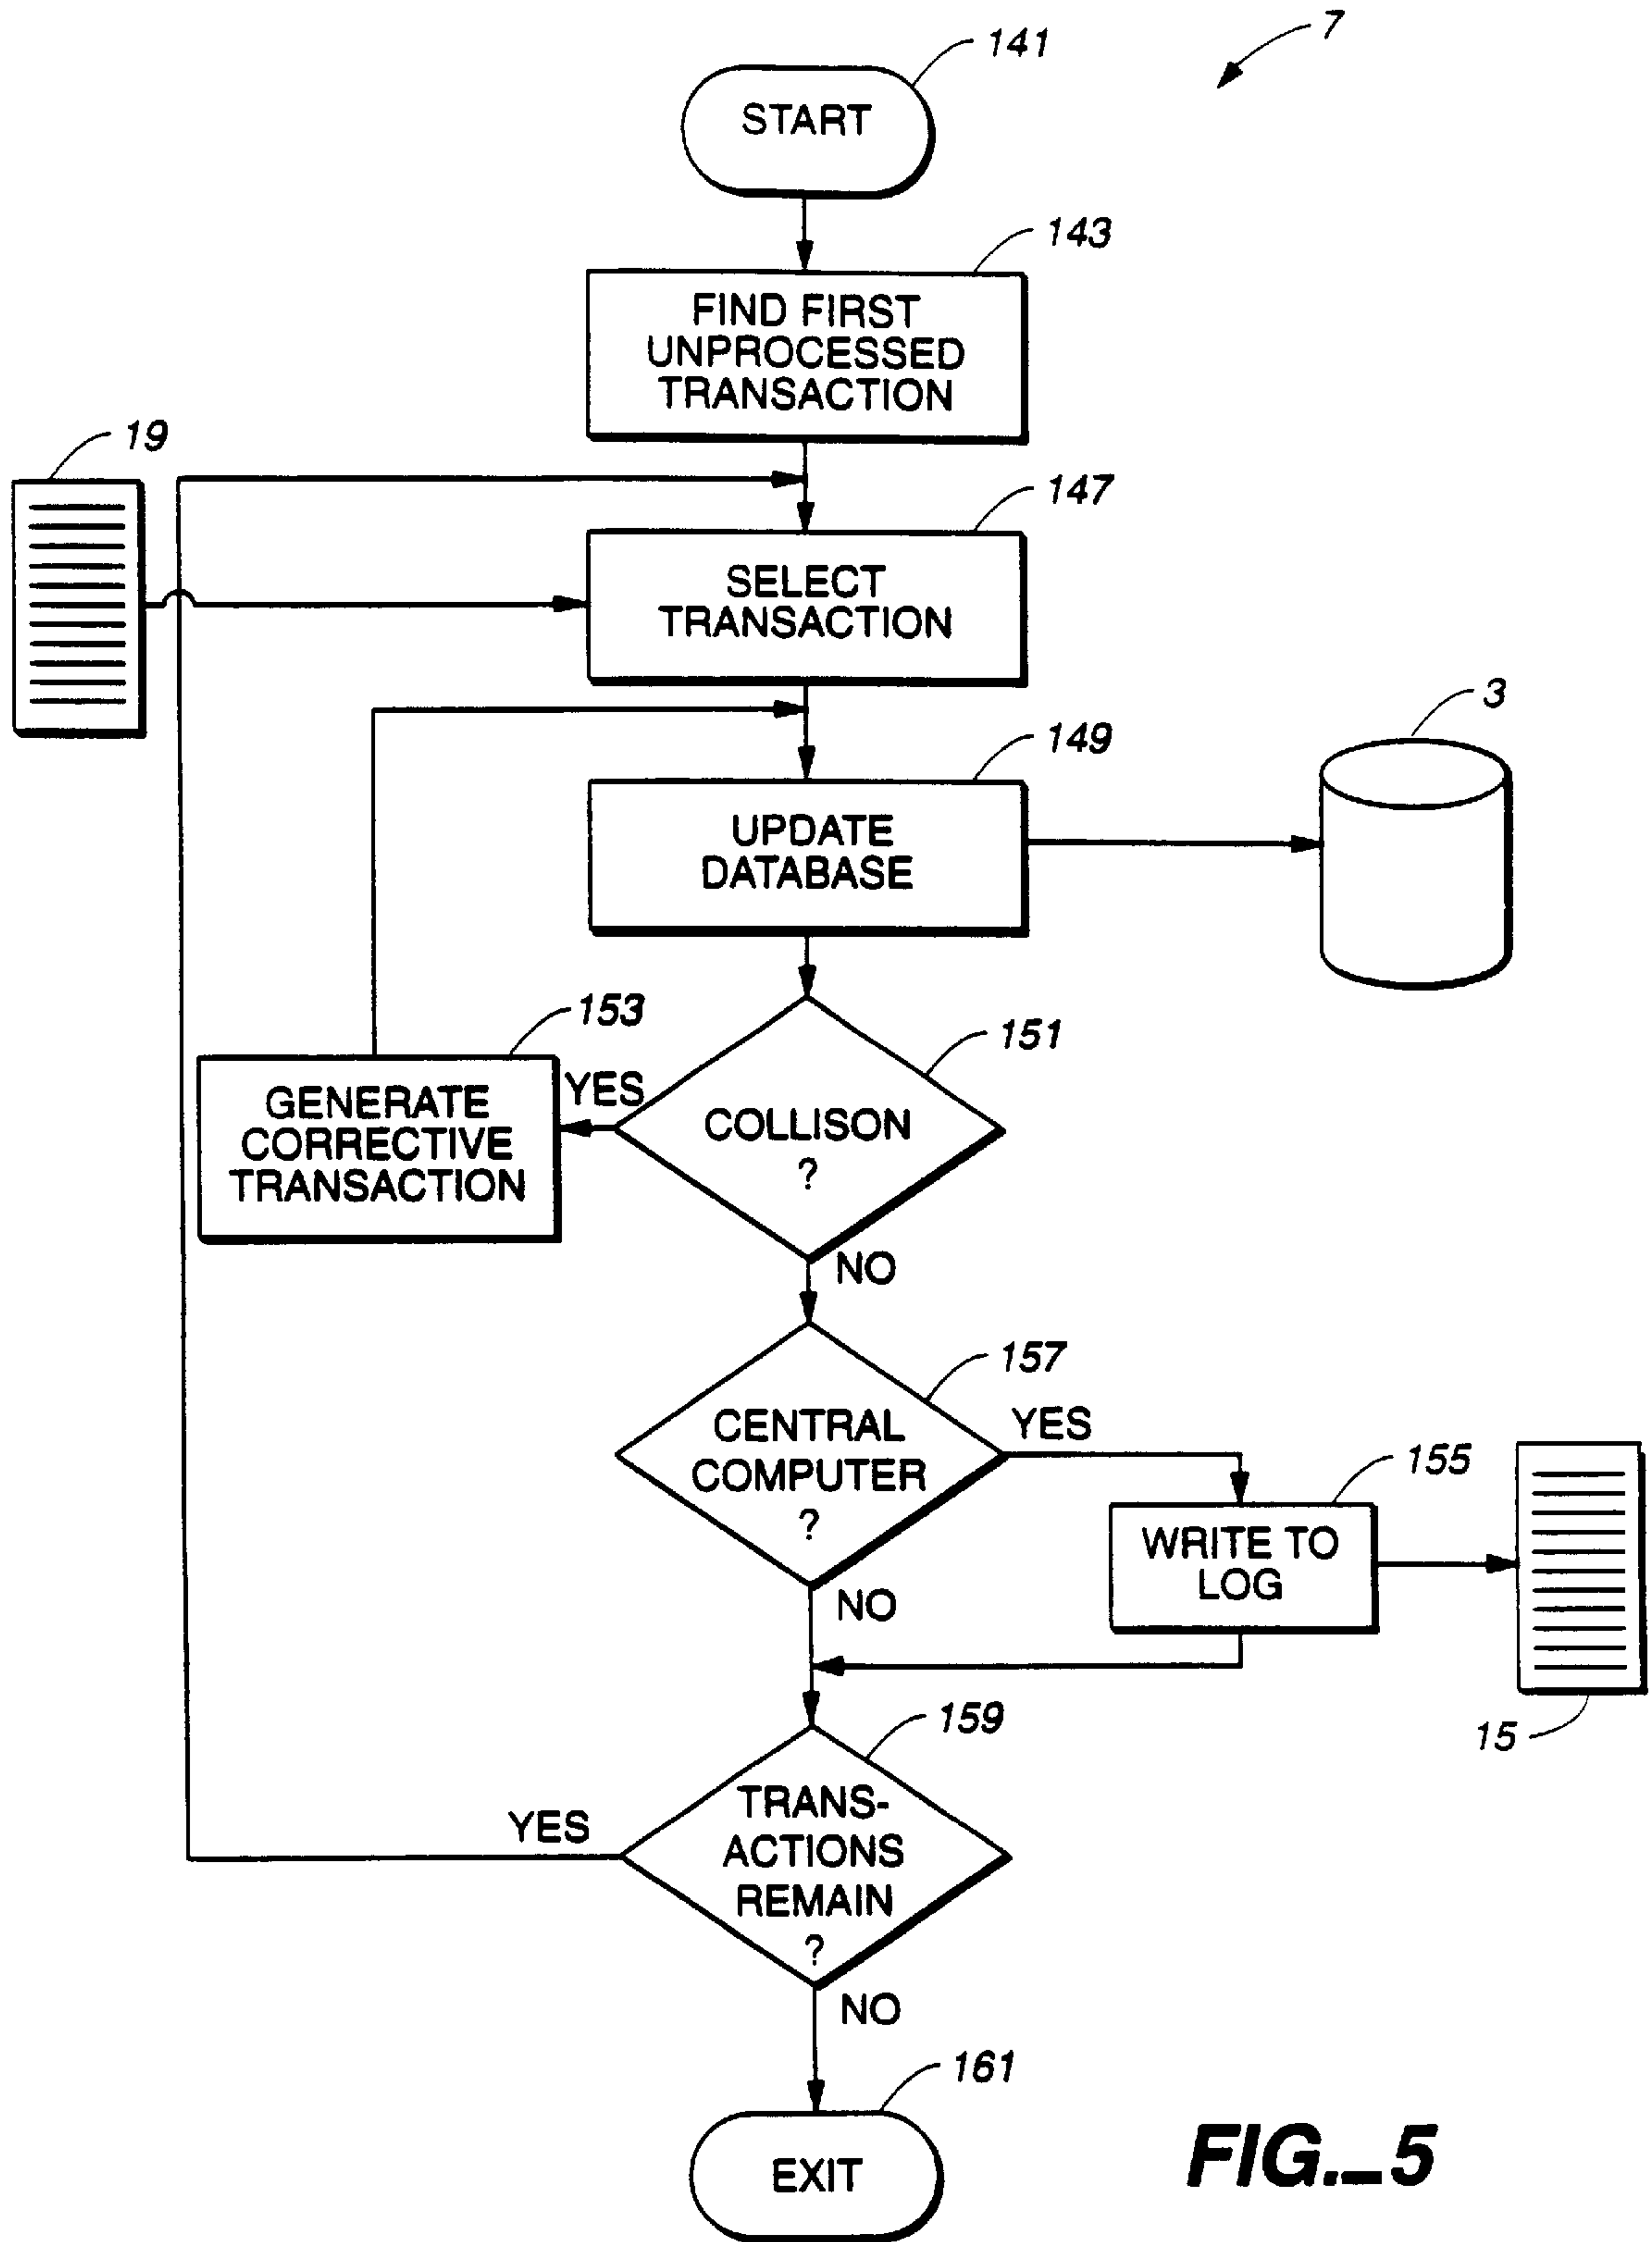 7
141
START
143
FIND FIRST
UNPROCESSED
TRANSACTION
19
147
SELECT
TRANSACTION
3
149
UPDATE
DATABASE
153
151
GENERATE
CORRECTIVE
TRANSACTION
YES
COLLISON
?
NO
157
CENTRAL
COMPUTER
?
YES
155
WRITE TO
LOG
NO
15
159
TRANS-
ACTIONS
REMAIN
?
YES
NO
161
EXIT
FIG._5